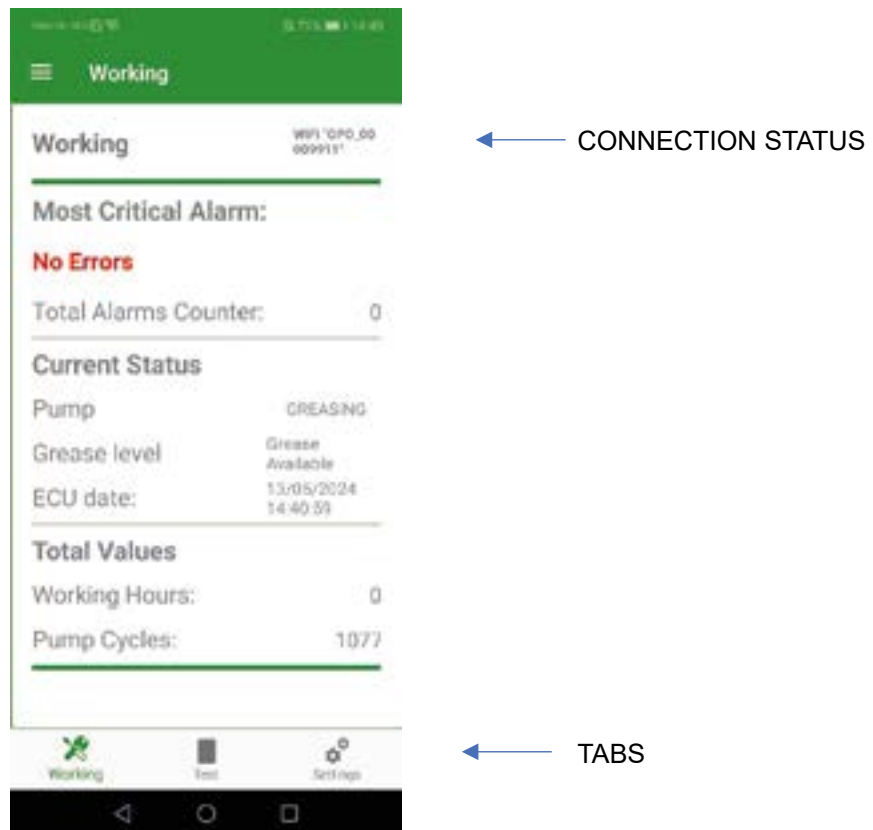 Working
Working
CONNECTION STATUS
Most Critical Alarm:
No Errors
Total Alarms Counter: 0
Current Status
Pump GREASING
Grease level Grease
Available
ECU date: 13/05/2024
14:40:59
Total Values
Working Hours: 0
Pump Cycles: 1077
TABS
Working Test Settings